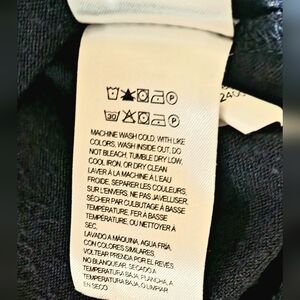 240
P
30 P
MACHINE WASH COLD, WITH LIKE
COLORS, WASH INSIDE OUT, DO
NOT BLEACH, TUMBLE DRY LOW,
COOL IRON, OR DRY CLEAN
LAVER À LA MACHINE À L'EAU
FROIDE, SEPARER LES COULEURS,
SUR L'ENVERS, NE PAS JAVELLISER,
SÉCHER PAR CULBUTAGE À BASSE
TEMPÉRATURE, FER À BASSE
TEMPÉRATURE, OU NETTOYER À
SEC,
LAVADO A MAQUINA, AGUA FRÍA,
CON COLORES SIMILARES
VOLTEAR PRENDA POR EL REVÉS
NO BLANQUEAR, SECADO A
TEMPERATURA BAJA, PLANCHA A
TEMPERATURA BAJA, O LIMPIAR
EN SECO